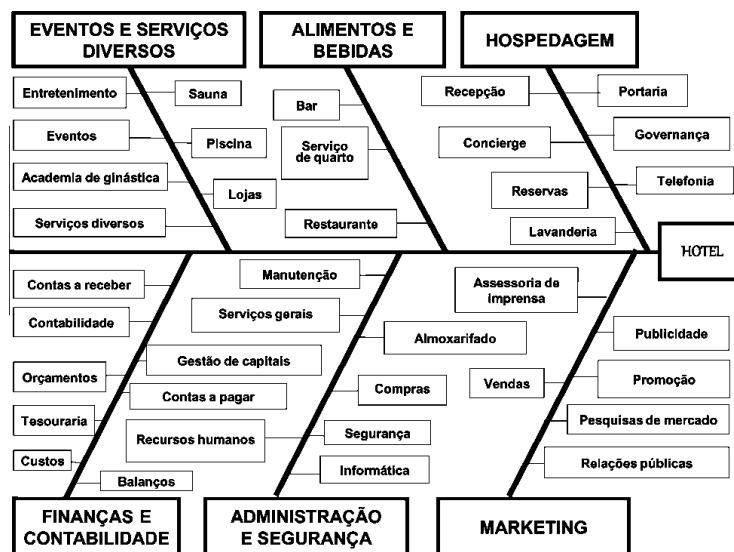 EVENTOS E SERVIÇOS
DIVERSOS
ALIMENTOS E
BEBIDAS
HOSPEDAGEM
Entretenimento
Sauna
Eventos
Piscina
Academia de ginástica
Lojas
Serviços diversos
Bar
Serviço
de quarto
Restaurante
Recepção
Portaria
Concierge
Governança
Reservas
Telefonia
Lavanderia
HOTEL
Contas a receber
Contabilidade
Gestão de capitais
Orçamentos
Contas a pagar
Tesouraria
Custos
Balanços
Manutenção
Serviços gerais
Almoxarifado
Compras
Recursos humanos
Segurança
Informática
Assessoria de
imprensa
Publicidade
Vendas
Promoção
Pesquisas de mercado
Relações públicas
FINANÇAS E
CONTABILIDADE
ADMINISTRAÇÃO
E SEGURANÇA
MARKETING